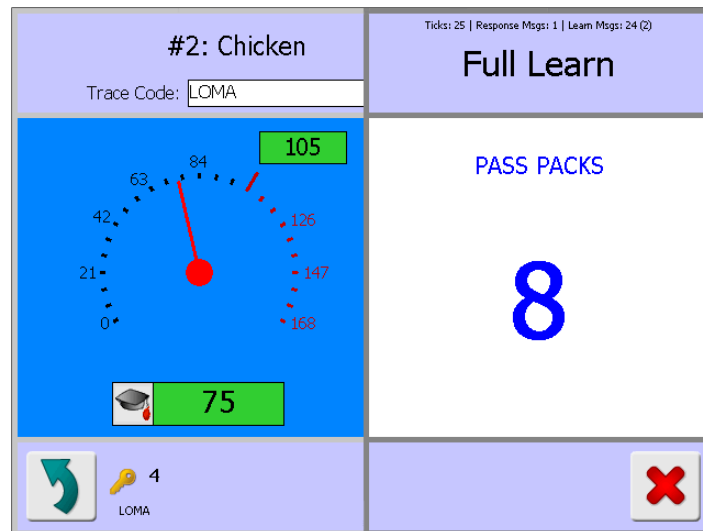 #2: Chicken
Trace Code: LOMA
Ticks: 25 | Response Msgs: 1 | Learn Msgs: 24 (2)
Full Learn
105
84
63
42
21
0
126
147
168
75
PASS PACKS
8
4
LOMA